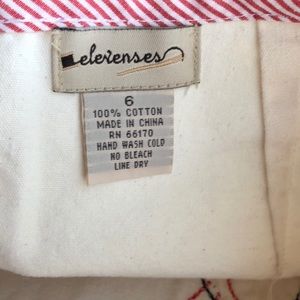 elevenses
6
100% COTTON
MADE IN CHINA
RN 66170
HAND WASH COLD
NO BLEACH
LINE DRY